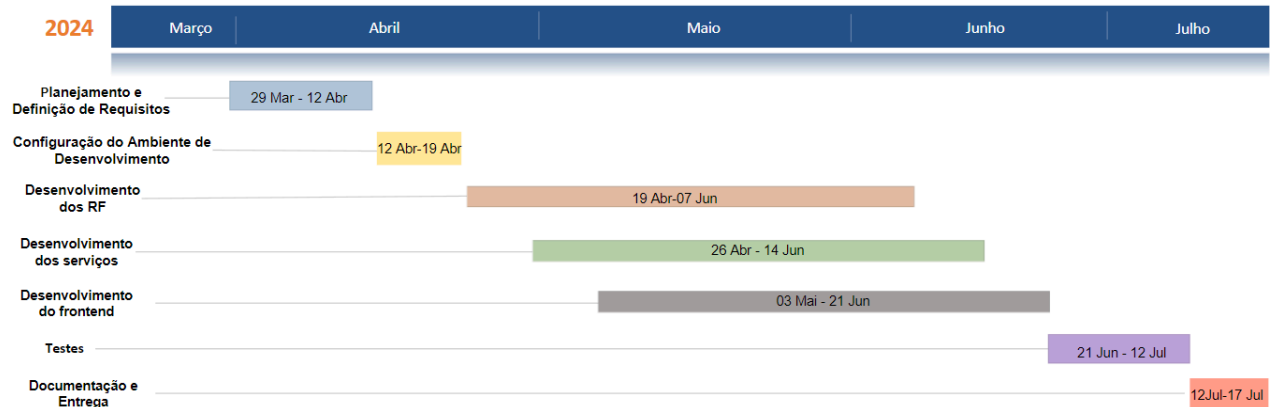 2024 Março Abril Maio Junho Julho
Planejamento e
Definição de Requisitos
29 Mar - 12 Abr
Configuração do Ambiente de
Desenvolvimento
12 Abr-19 Abr
Desenvolvimento
dos RF
19 Abr-07 Jun
Desenvolvimento
dos serviços
26 Abr - 14 Jun
Desenvolvimento
do frontend
03 Mai - 21 Jun
Testes
21 Jun - 12 Jul
Documentação e
Entrega
12Jul-17 Jul